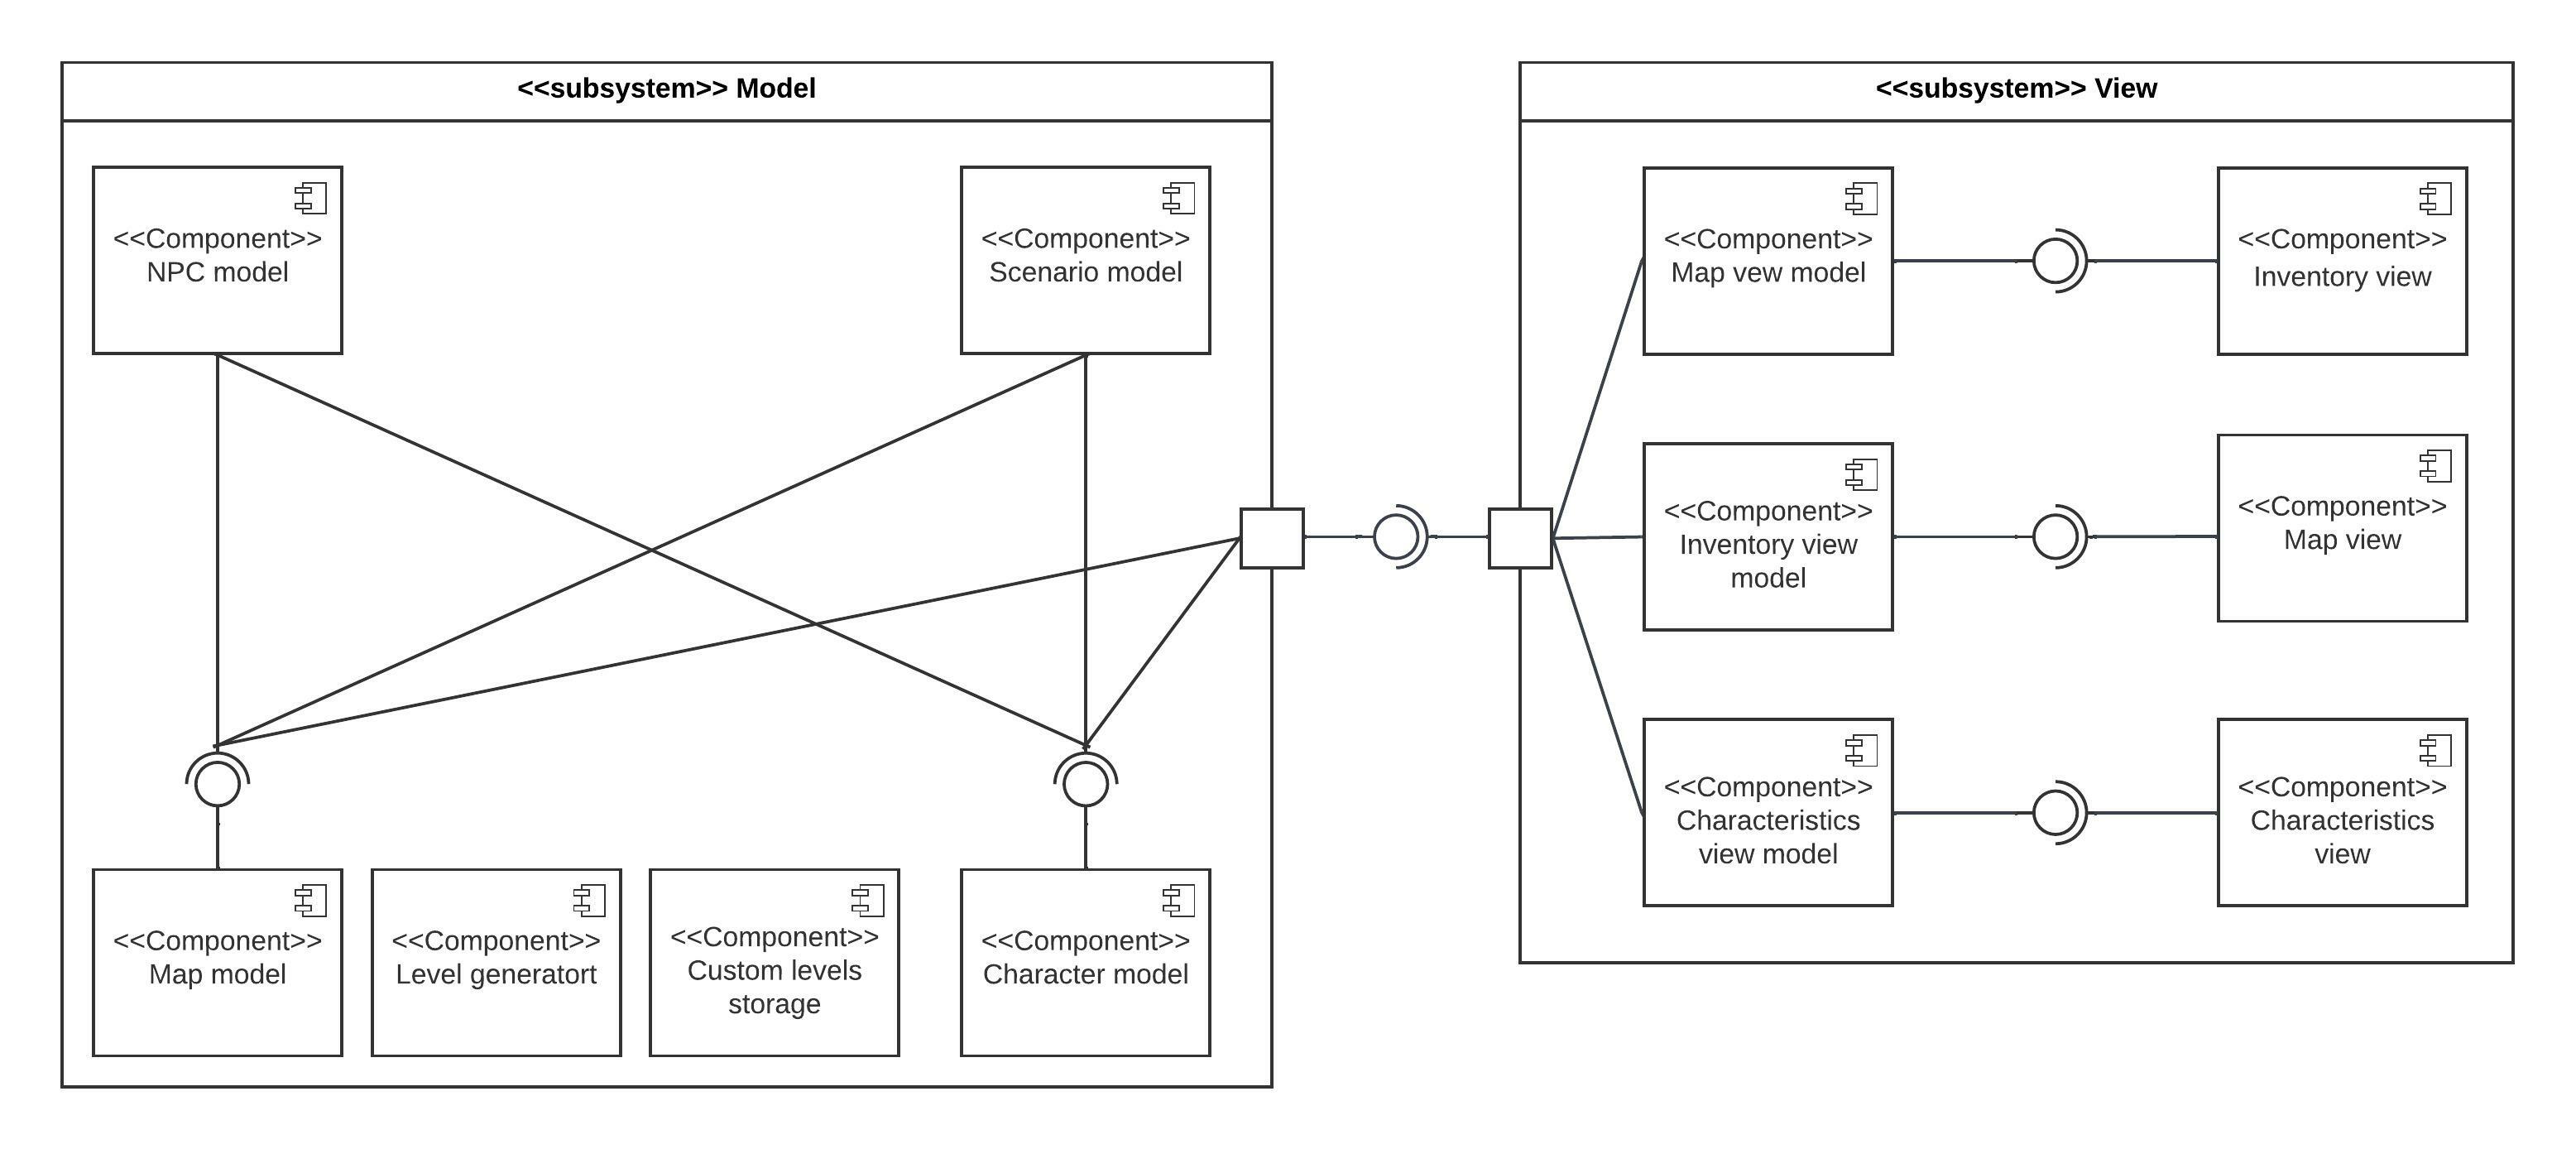 <<subsystem>> Model
<<Component>>
NPC model
<<Component>>
Scenario model
<<Component>>
Map model
<<Component>>
Level generatort
<<Component>>
Custom levels
storage
<<Component>>
Character model
<<subsystem>> View
<<Component>>
Map vew model
<<Component>>
Inventory view
<<Component>>
Inventory view
model
<<Component>>
Map view
<<Component>>
Characteristics
view model
<<Component>>
Characteristics
view